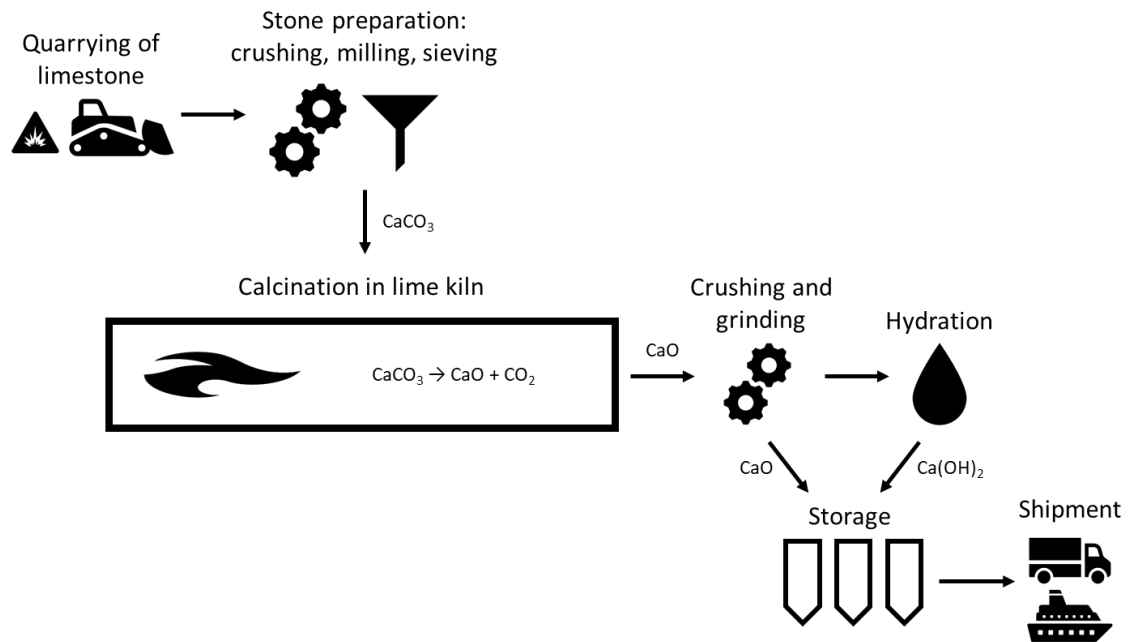 Quarrying of
limestone
Stone preparation:
crushing, milling, sieving
CaCO₃
Calcination in lime kiln
CaCO₃ → CaO + CO₂
CaO
Crushing and
grinding
Hydration
CaO
Ca(OH)₂
Storage
Shipment